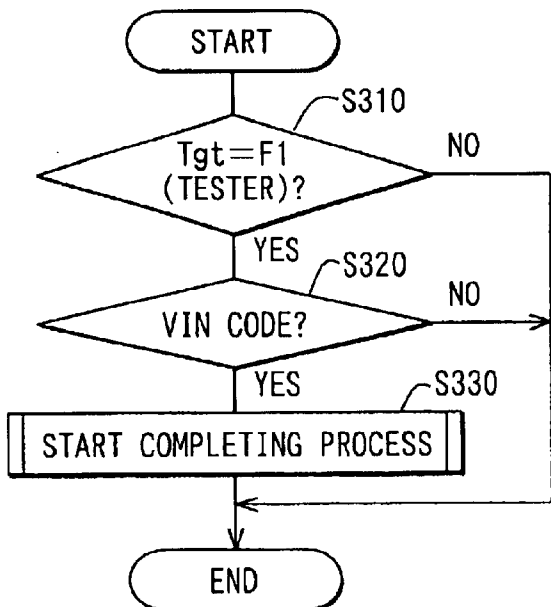 START
S310
Tgt=F1
(TESTER)?
NO
YES
S320
VIN CODE?
NO
YES
S330
START COMPLETING PROCESS
END